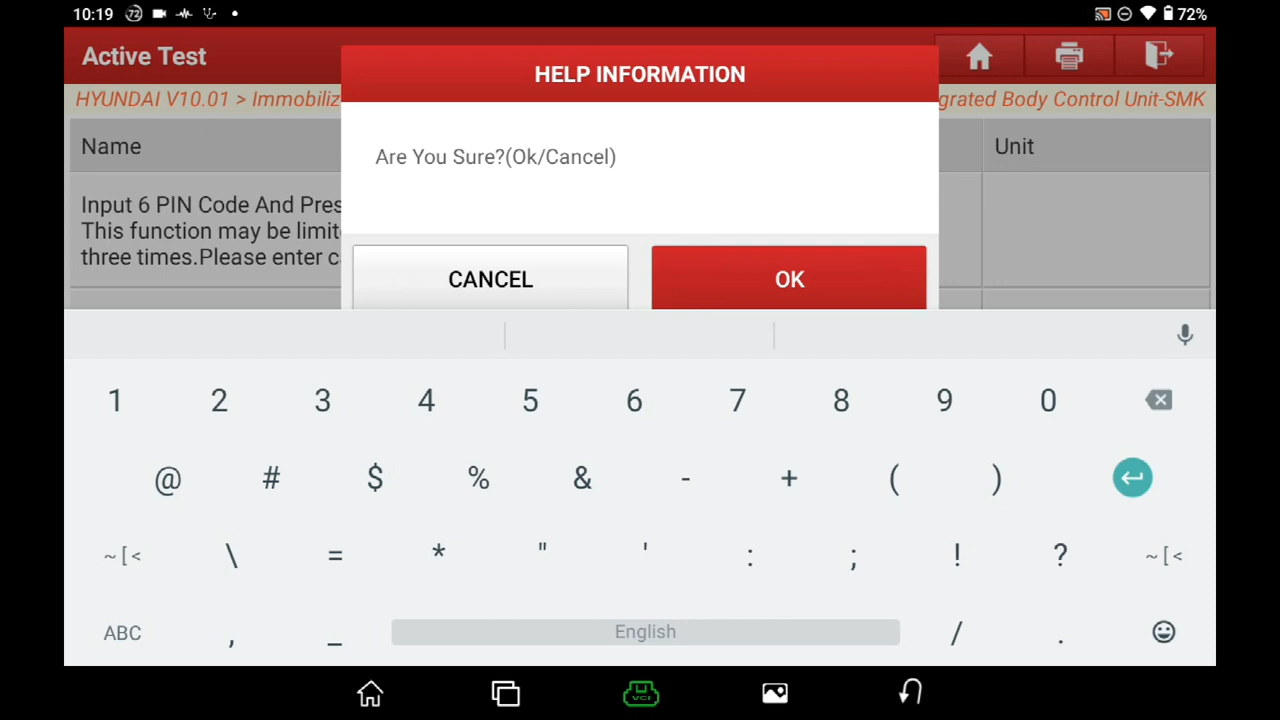 10:19 72 72%
Active Test
HELP INFORMATION
HYUNDAI V10.01 > Immobiliz
grated Body Control Unit-SMK
Name
Are You Sure?(Ok/Cancel)
Unit
Input 6 PIN Code And Pres
This function may be limit
three times.Please enter c
CANCEL OK
1 2 3 4 5 6 7 8 9 0
@ # $ % & - + ( )
~ [ < \ = * " ' : ; ! ? ~ [ <
ABC , _ English / .
VCI